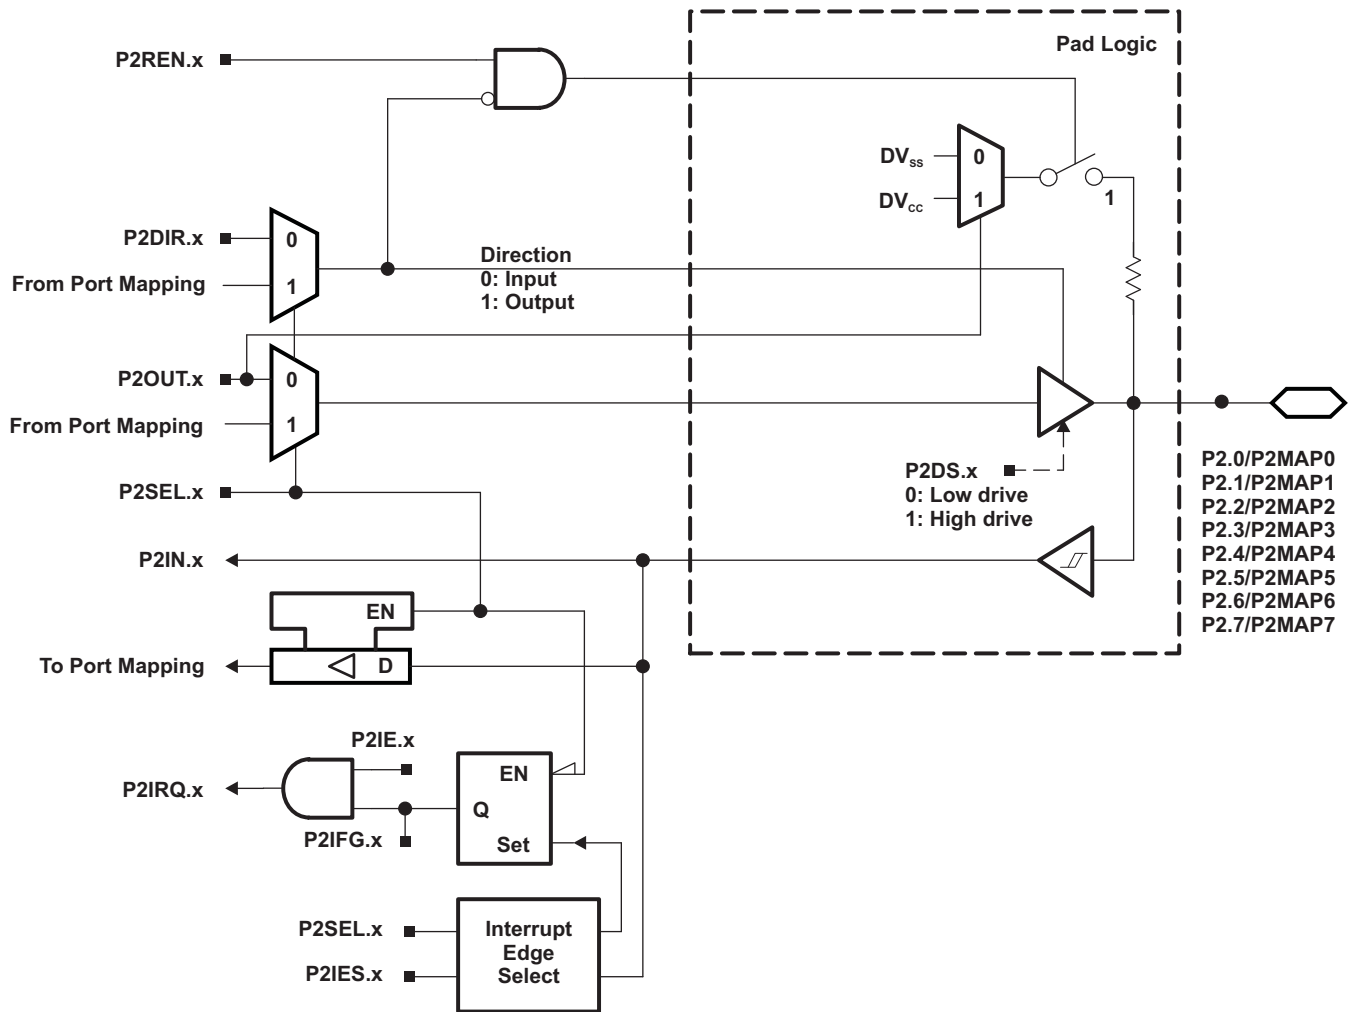 Pad Logic
P2REN.x
DVSS
0
DVCC
1
1
P2DIR.x
0
From Port Mapping
1
Direction
0: Input
1: Output
P2OUT.x
0
From Port Mapping
1
P2SEL.x
P2DS.x
0: Low drive
1: High drive
P2.0/P2MAP0
P2.1/P2MAP1
P2.2/P2MAP2
P2.3/P2MAP3
P2.4/P2MAP4
P2.5/P2MAP5
P2.6/P2MAP6
P2.7/P2MAP7
P2IN.x
EN
To Port Mapping
D
P2IE.x
P2IRQ.x
P2IFG.x
EN
Q
Set
P2SEL.x
P2IES.x
Interrupt
Edge
Select